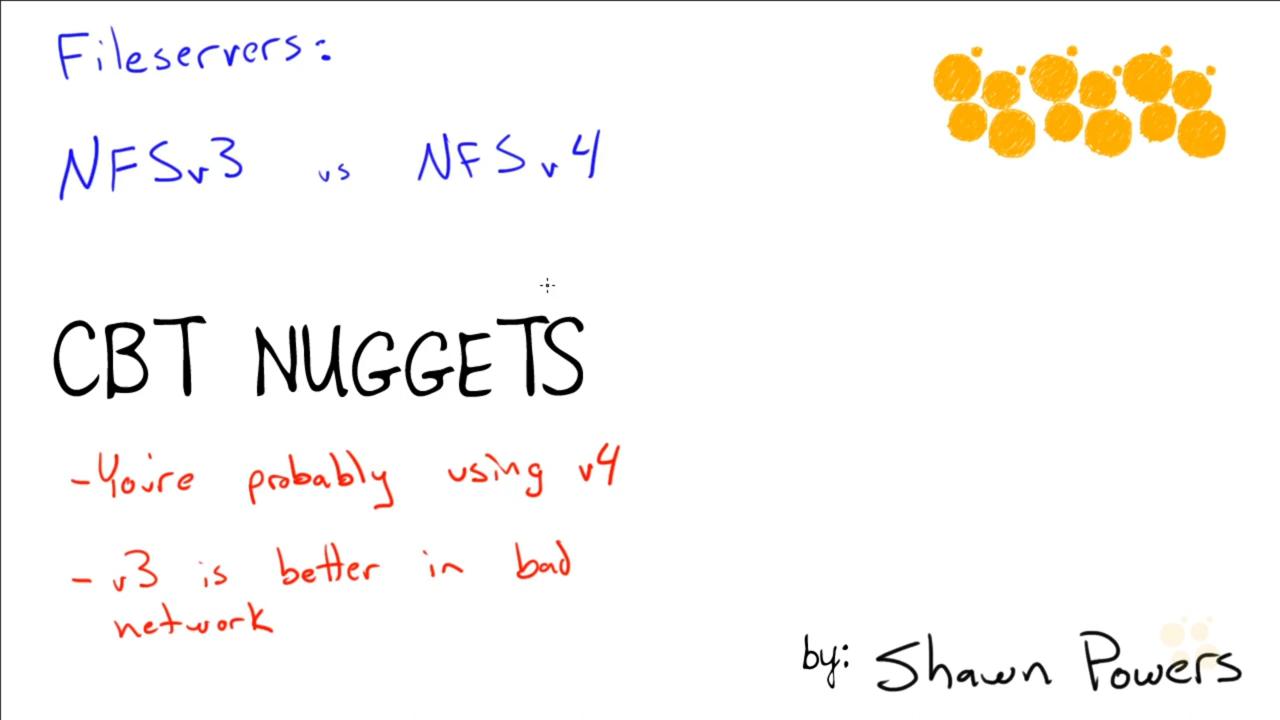 Fileservers:
NFSv3 vs NFSv4
CBT NUGGETS
-You're probably using v4
- v3 is better in bad
network
by: Shawn Powers